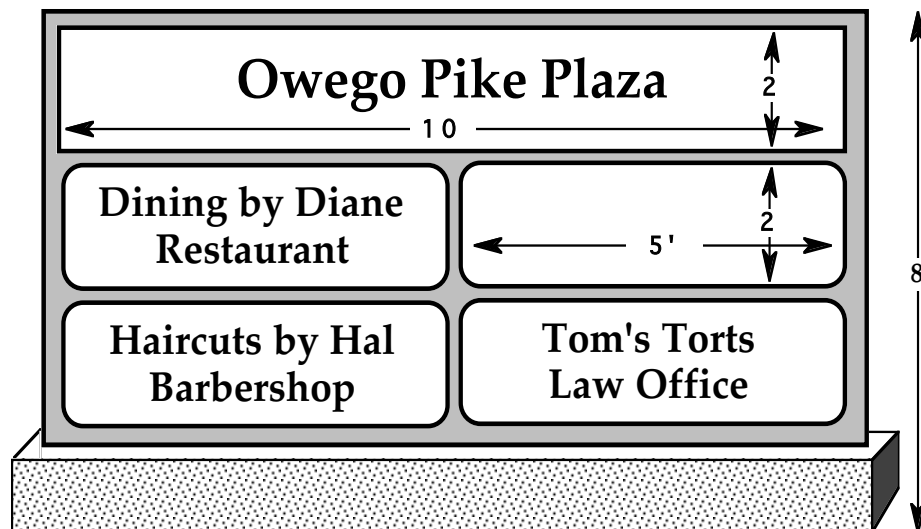 Owego Pike Plaza
2
10
Dining by Diane
Restaurant
2
5'
8
Haircuts by Hal
Barbershop
Tom's Torts
Law Office